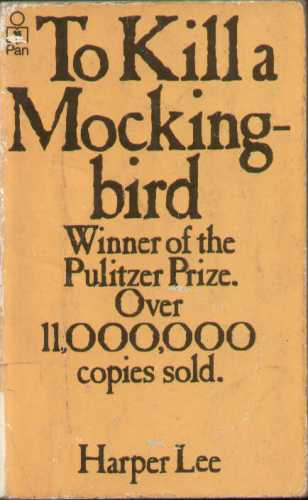 Pan
To Kill a
Mocking-
bird
Winner of the
Pulitzer Prize.
Over
11,000,000
copies sold.
Harper Lee